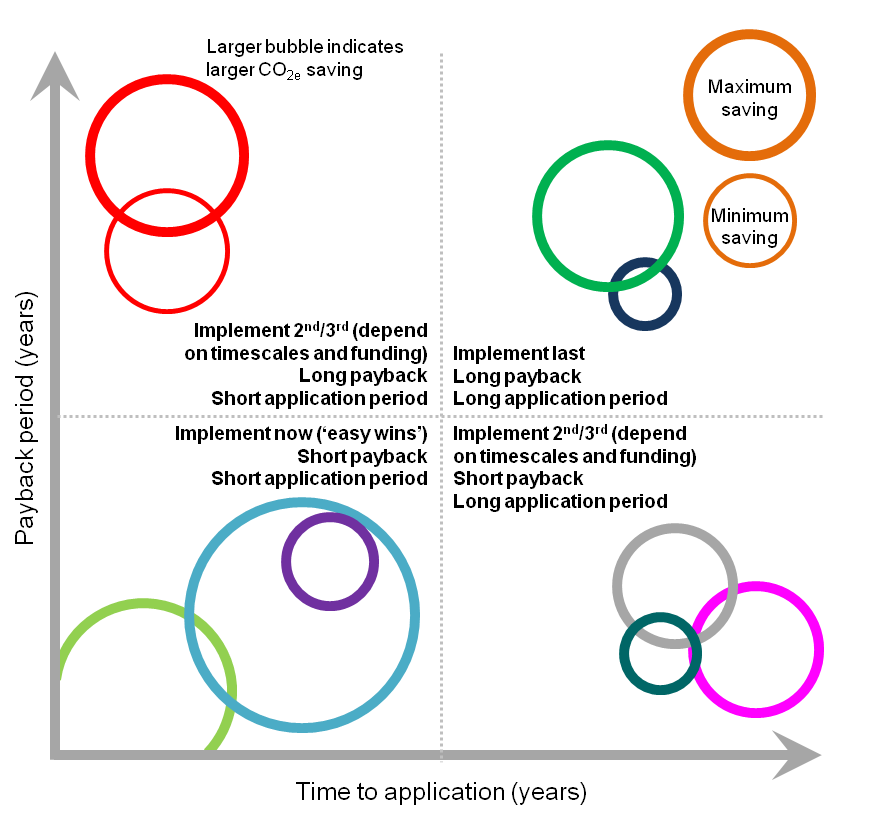 Larger bubble indicates
larger CO2e saving
Maximum
saving
Minimum
saving
Payback period (years)
Implement 2nd/3rd (depend
on timescales and funding)
Long payback
Short application period
Implement last
Long payback
Long application period
Implement now (‘easy wins’)
Short payback
Short application period
Implement 2nd/3rd (depend
on timescales and funding)
Short payback
Long application period
Time to application (years)